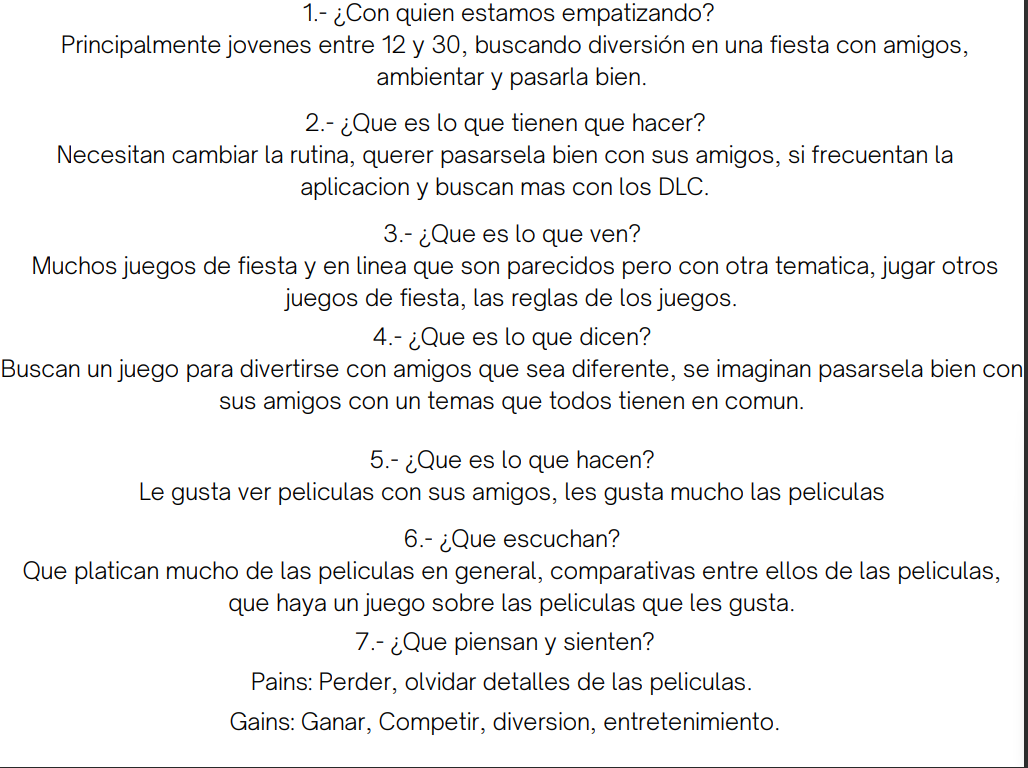 1.- ¿Con quien estamos empatizando?
Principalmente jovenes entre 12 y 30, buscando diversión en una fiesta con amigos,
ambientar y pasarla bien.
2.- ¿Que es lo que tienen que hacer?
Necesitan cambiar la rutina, querer pasarsela bien con sus amigos, si frecuentan la
aplicacion y buscan mas con los DLC.
3.- ¿Que es lo que ven?
Muchos juegos de fiesta y en linea que son parecidos pero con otra tematica, jugar otros
juegos de fiesta, las reglas de los juegos.
4.- ¿Que es lo que dicen?
Buscan un juego para divertirse con amigos que sea diferente, se imaginan pasarsela bien con
sus amigos con un temas que todos tienen en comun.
5.- ¿Que es lo que hacen?
Le gusta ver peliculas con sus amigos, les gusta mucho las peliculas
6.- ¿Que escuchan?
Que platican mucho de las peliculas en general, comparativas entre ellos de las peliculas,
que haya un juego sobre las peliculas que les gusta.
7.- ¿Que piensan y sienten?
Pains: Perder, olvidar detalles de las peliculas.
Gains: Ganar, Competir, diversion, entretenimiento.